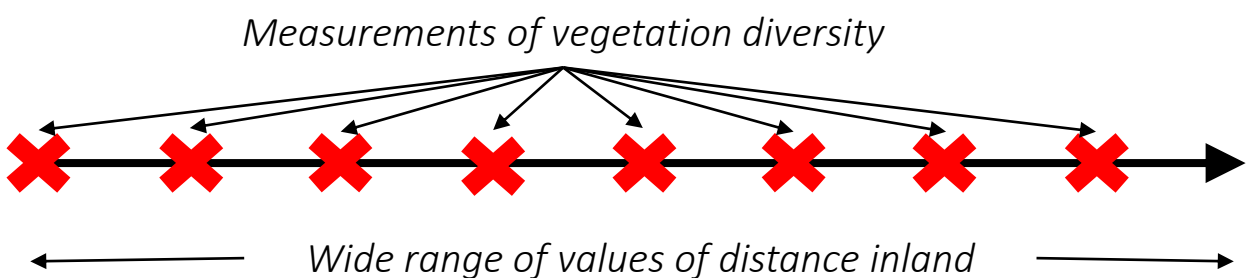 Measurements of vegetation diversity
Wide range of values of distance inland